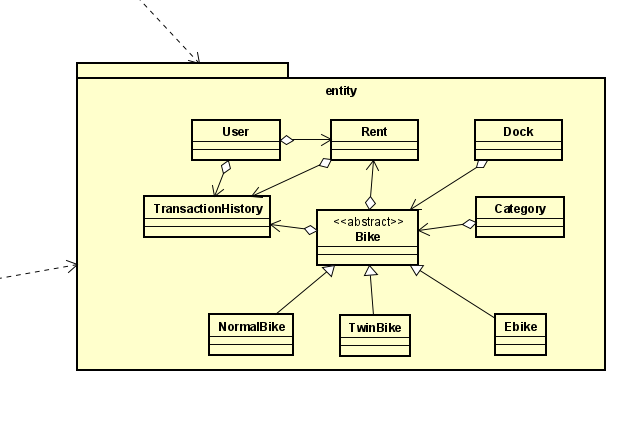 entity
User
Rent
Dock
TransactionHistory
<<abstract>>
Bike
Category
NormalBike
TwinBike
Ebike